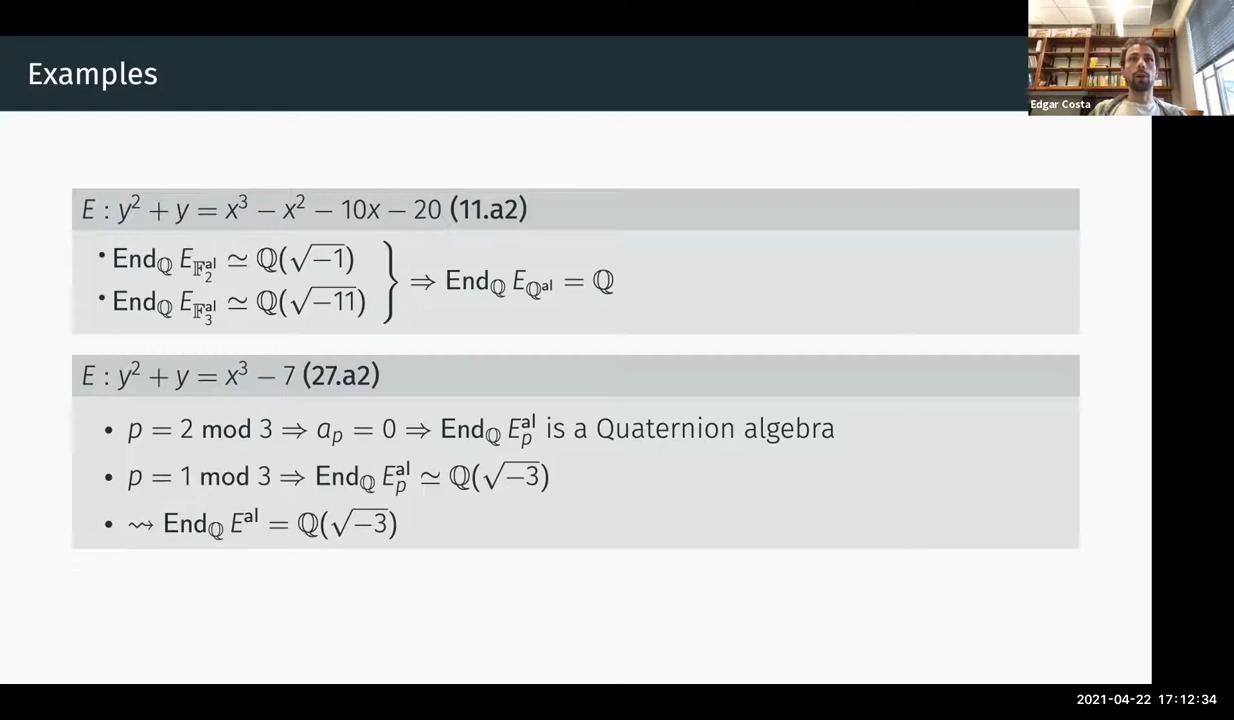 Examples
Edgar Costa
E : y² + y = x³ − x² − 10x − 20 (11.a2)
• End_ℚ E_{𝔽₂^al} ≃ ℚ(√−1)
• End_ℚ E_{𝔽₃^al} ≃ ℚ(√−11)
} ⇒ End_ℚ E_{ℚ^al} = ℚ
E : y² + y = x³ − 7 (27.a2)
• p = 2 mod 3 ⇒ a_p = 0 ⇒ End_ℚ E_p^al is a Quaternion algebra
• p = 1 mod 3 ⇒ End_ℚ E_p^al ≃ ℚ(√−3)
• ⇝ End_ℚ E^al = ℚ(√−3)
2021-04-22 17:12:34